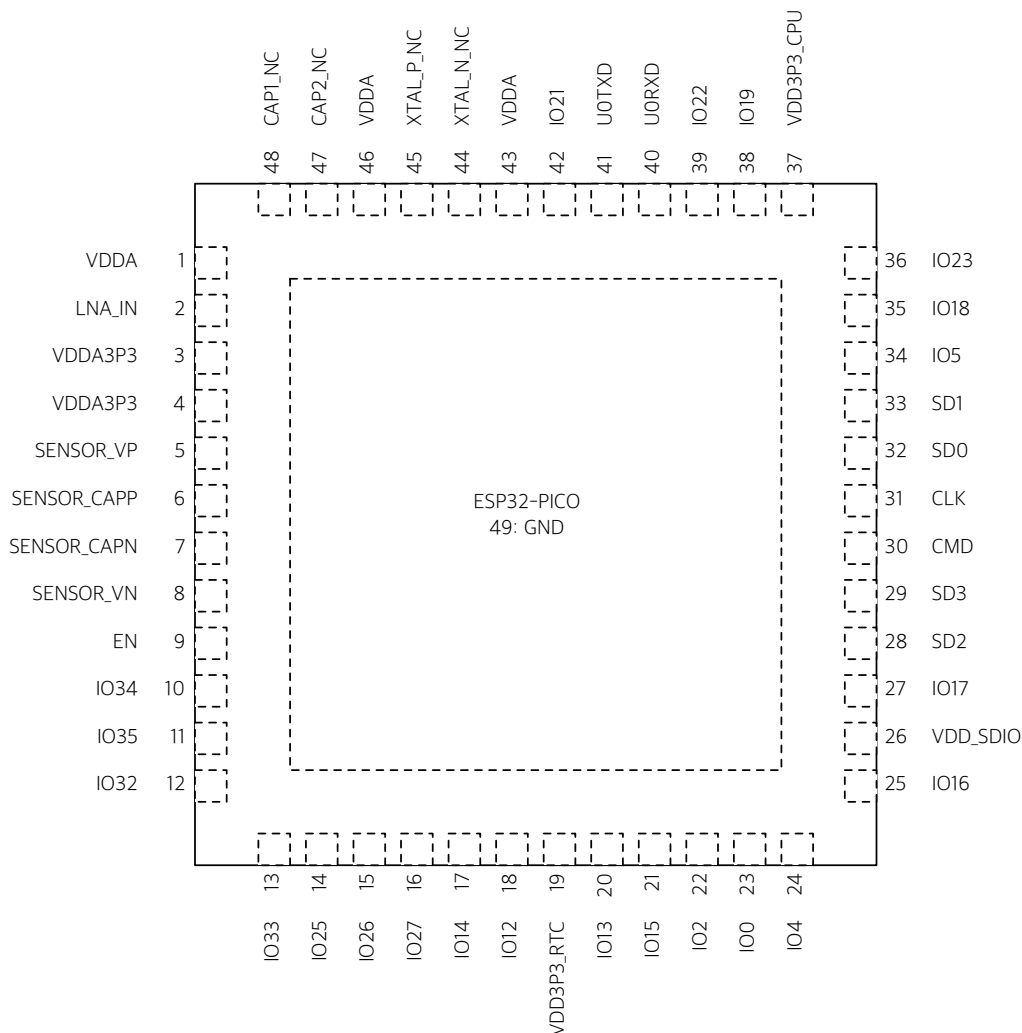 CAP1_NC
CAP2_NC
VDDA
XTAL_P_NC
XTAL_N_NC
VDDA
IO21
U0TXD
U0RXD
IO22
IO19
VDD3P3_CPU
48
47
46
45
44
43
42
41
40
39
38
37
VDDA 1
LNA_IN 2
VDDA3P3 3
VDDA3P3 4
SENSOR_VP 5
SENSOR_CAPP 6
SENSOR_CAPN 7
SENSOR_VN 8
EN 9
IO34 10
IO35 11
IO32 12
ESP32-PICO
49: GND
36 IO23
35 IO18
34 IO5
33 SD1
32 SD0
31 CLK
30 CMD
29 SD3
28 SD2
27 IO17
26 VDD_SDIO
25 IO16
13
14
15
16
17
18
19
20
21
22
23
24
IO33
IO25
IO26
IO27
IO14
IO12
VDD3P3_RTC
IO13
IO15
IO2
IO0
IO4